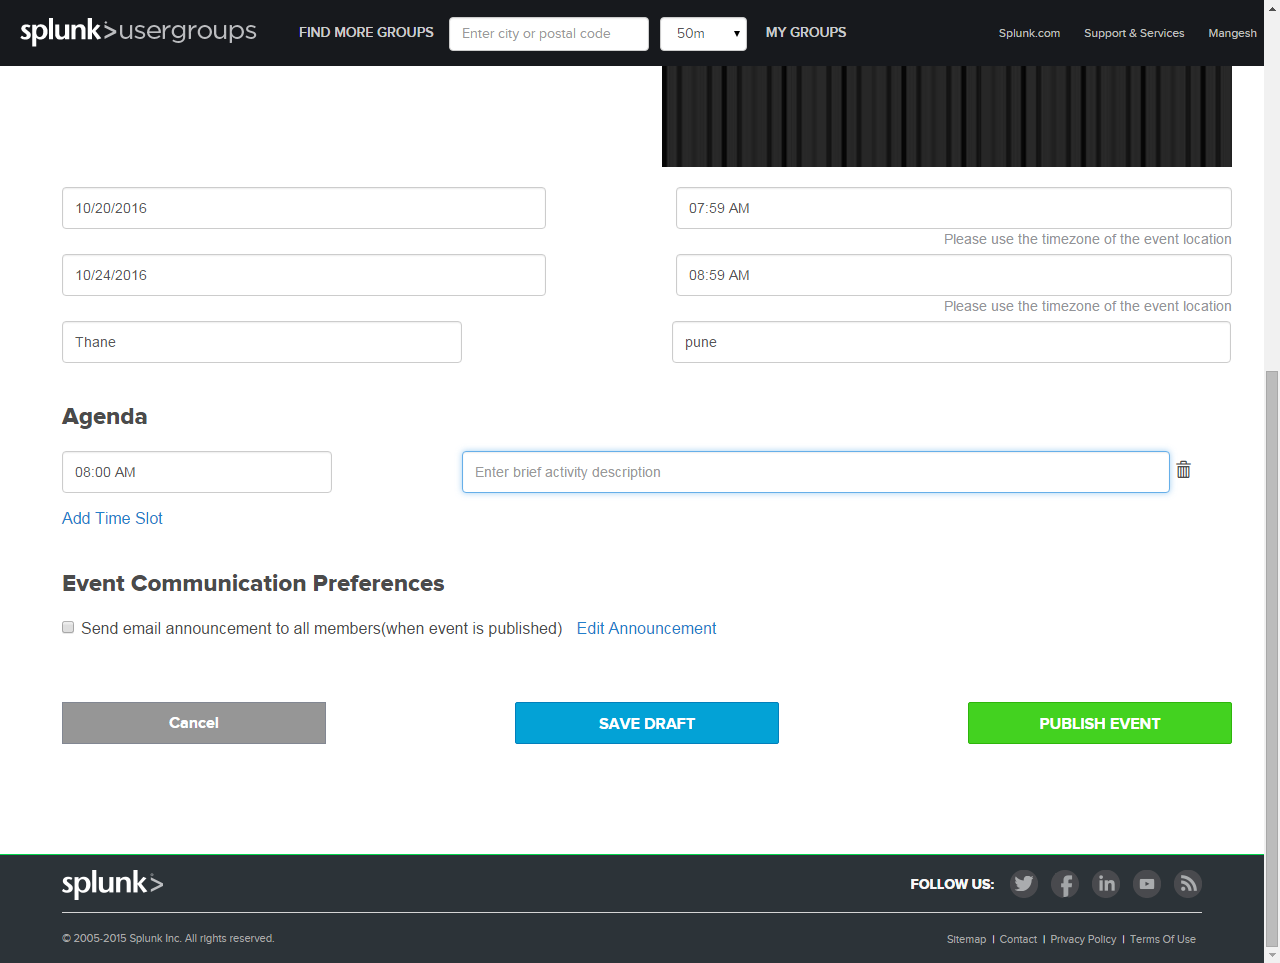 splunk>usergroups FIND MORE GROUPS Enter city or postal code 50m MY GROUPS Splunk.com Support & Services Mangesh
10/20/2016 07:59 AM
Please use the timezone of the event location
10/24/2016 08:59 AM
Please use the timezone of the event location
Thane pune
Agenda
08:00 AM Enter brief activity description
Add Time Slot
Event Communication Preferences
Send email announcement to all members(when event is published) Edit Announcement
Cancel SAVE DRAFT PUBLISH EVENT
splunk> FOLLOW US:
© 2005-2015 Splunk Inc. All rights reserved. Sitemap | Contact | Privacy Policy | Terms Of Use